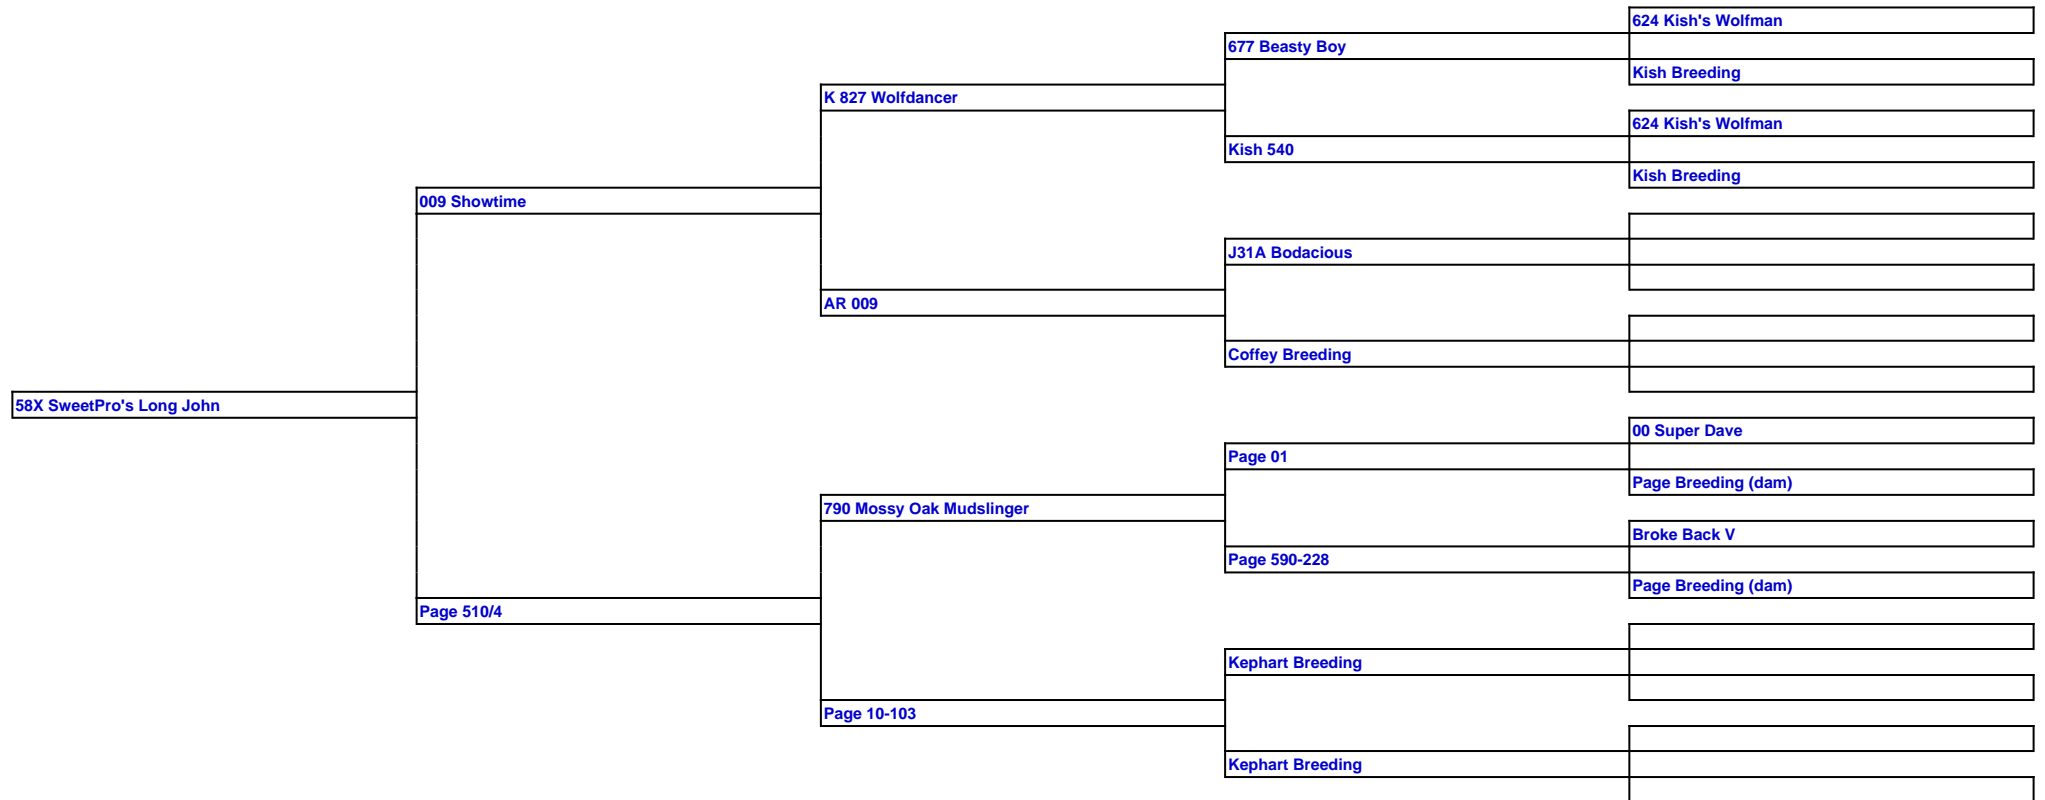 624 Kish's Wolfman
677 Beasty Boy
Kish Breeding
K 827 Wolfdancer
624 Kish's Wolfman
Kish 540
Kish Breeding
009 Showtime
J31A Bodacious
AR 009
Coffey Breeding
58X SweetPro's Long John
00 Super Dave
Page 01
Page Breeding (dam)
790 Mossy Oak Mudslinger
Broke Back V
Page 590-228
Page Breeding (dam)
Page 510/4
Kephart Breeding
Page 10-103
Kephart Breeding